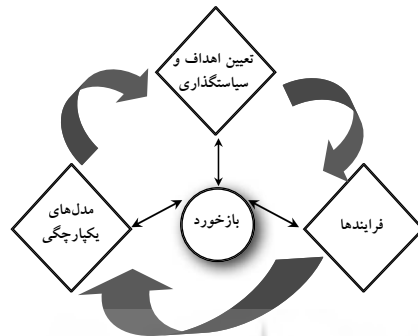 تعیین اهداف و
سیاستگذاری
مدل‌های
یکپارچگی
بازخورد
فرایندها